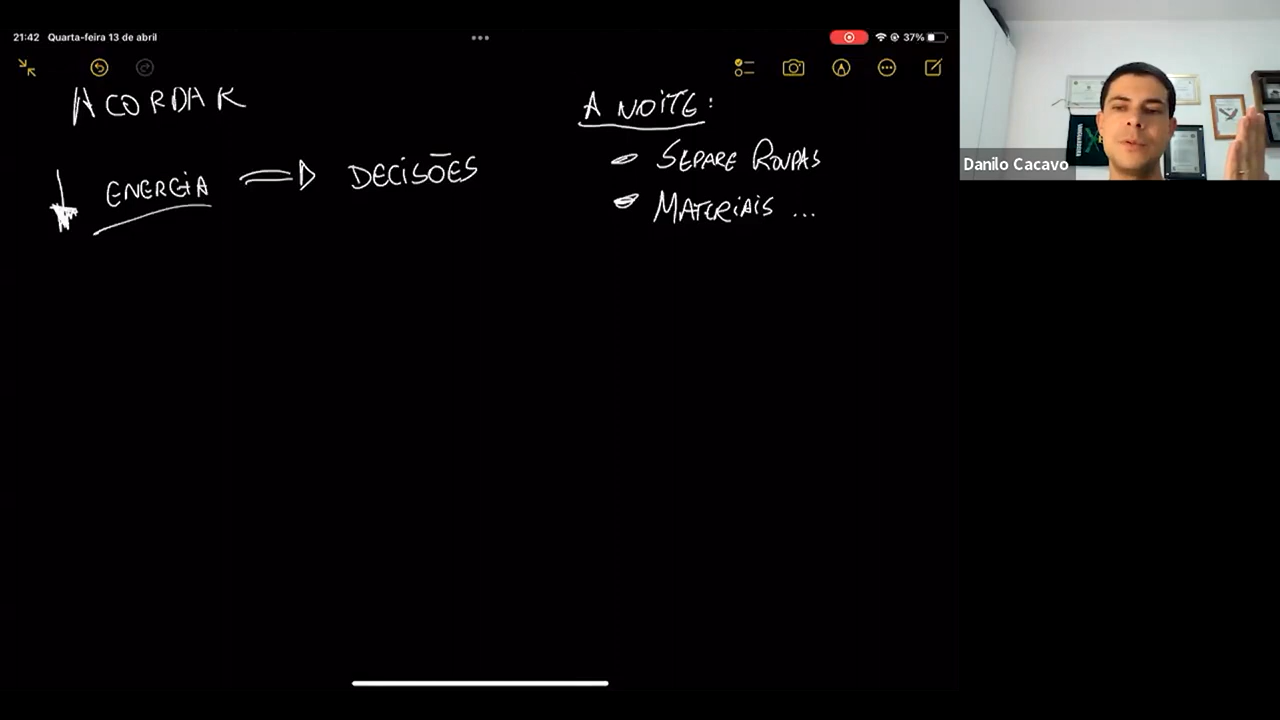 21:42 Quarta-feira 13 de abril
37%
ACORDAR
ENERGIA DECISÕES
A NOITE:
SEPARE ROUPAS
MATERIAIS ...
Danilo Cacavo